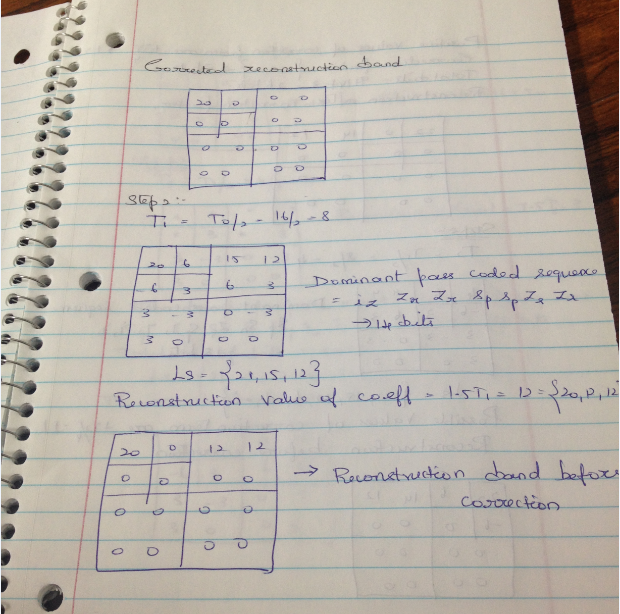 Corrected reconstruction band
20 0 0 0
0 0 0 0
0 0 0 0
0 0 0 0
Step 2:-
T1 = T0/2 = 16/2 = 8
20 6 15 12
6 3 6 3
3 -3 0 -3
3 0 0 0
Dominant pass coded sequence
= iz Zr Zr Sp Sp Zr Zr
→ 14 bits
LS = {21, 15, 12}
Reconstruction value of coeff = 1.5T1 = 12 = {20, 12, 12}
20 0 12 12
0 0 0 0
0 0 0 0
0 0 0 0
→ Reconstruction band before
correction